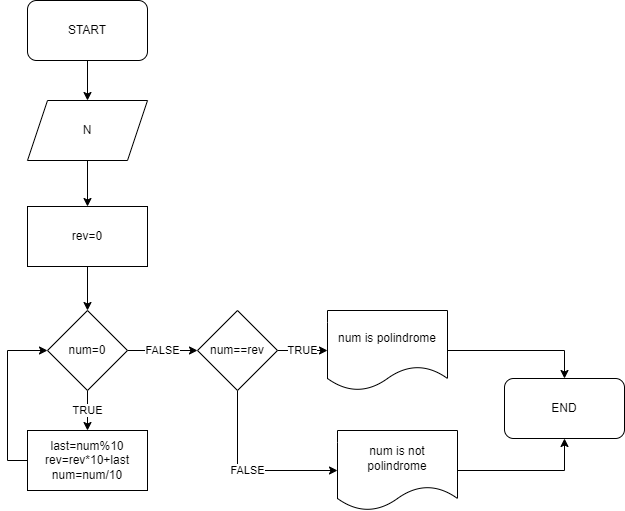 START
N
rev=0
num=0
FALSE
num==rev
TRUE
num is polindrome
TRUE
END
last=num%10
rev=rev*10+last
num=num/10
FALSE
num is not
polindrome